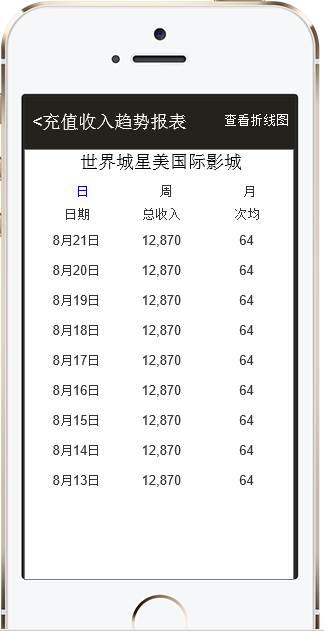 <充值收入趋势报表 查看折线图
世界城星美国际影城
日 周 月
日期 总收入 次均
8月21日 12,870 64
8月20日 12,870 64
8月19日 12,870 64
8月18日 12,870 64
8月17日 12,870 64
8月16日 12,870 64
8月15日 12,870 64
8月14日 12,870 64
8月13日 12,870 64